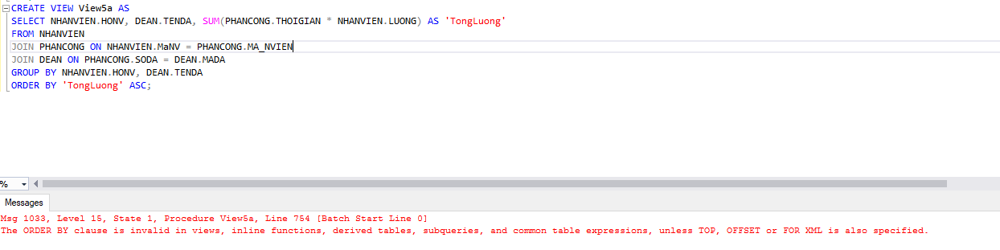 CREATE VIEW View5a AS
SELECT NHANVIEN.HONV, DEAN.TENDA, SUM(PHANCONG.THOIGIAN * NHANVIEN.LUONG) AS 'TongLuong'
FROM NHANVIEN
JOIN PHANCONG ON NHANVIEN.MaNV = PHANCONG.MA_NVIEN
JOIN DEAN ON PHANCONG.SODA = DEAN.MADA
GROUP BY NHANVIEN.HONV, DEAN.TENDA
ORDER BY 'TongLuong' ASC;
%
Messages
Msg 1033, Level 15, State 1, Procedure View5a, Line 754 [Batch Start Line 0]
The ORDER BY clause is invalid in views, inline functions, derived tables, subqueries, and common table expressions, unless TOP, OFFSET or FOR XML is also specified.